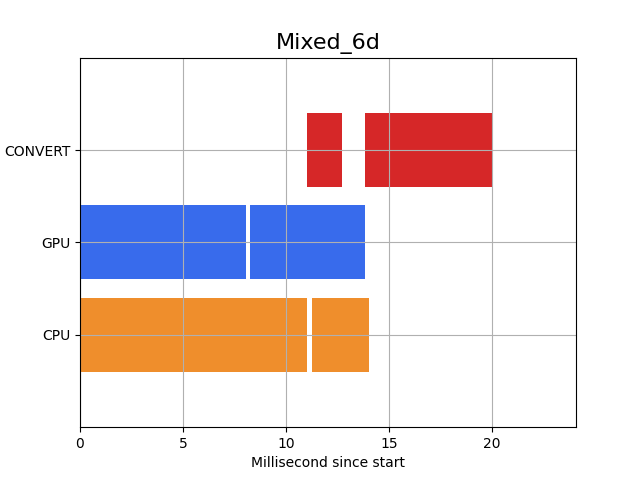 Mixed_6d
CONVERT
GPU
CPU
0 5 10 15 20
Millisecond since start